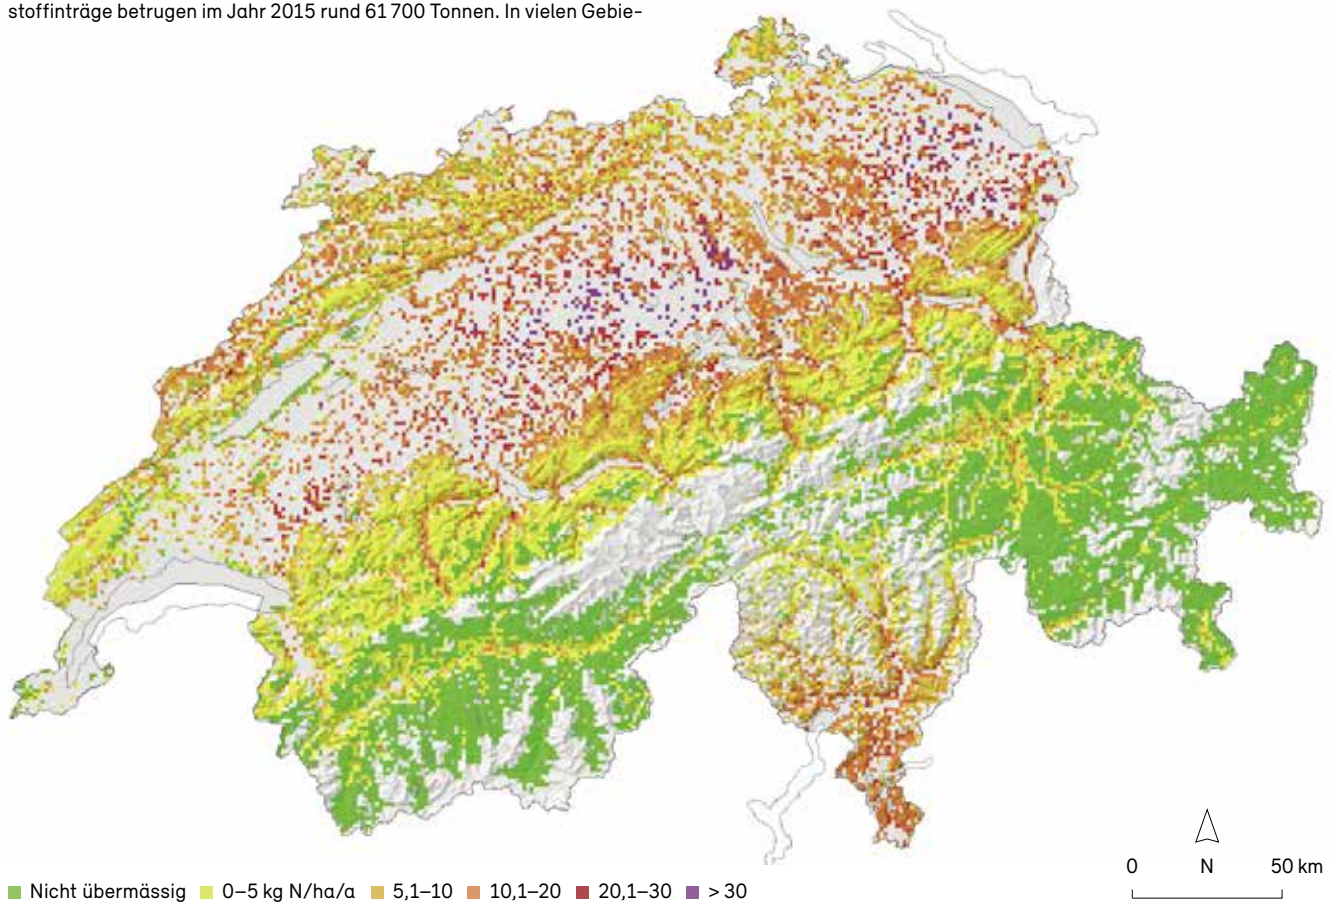 stoffinträge betrugen im Jahr 2015 rund 61 700 Tonnen. In vielen Gebie-
0 N 50 km
Nicht übermässig 0–5 kg N/ha/a 5,1–10 10,1–20 20,1–30 > 30